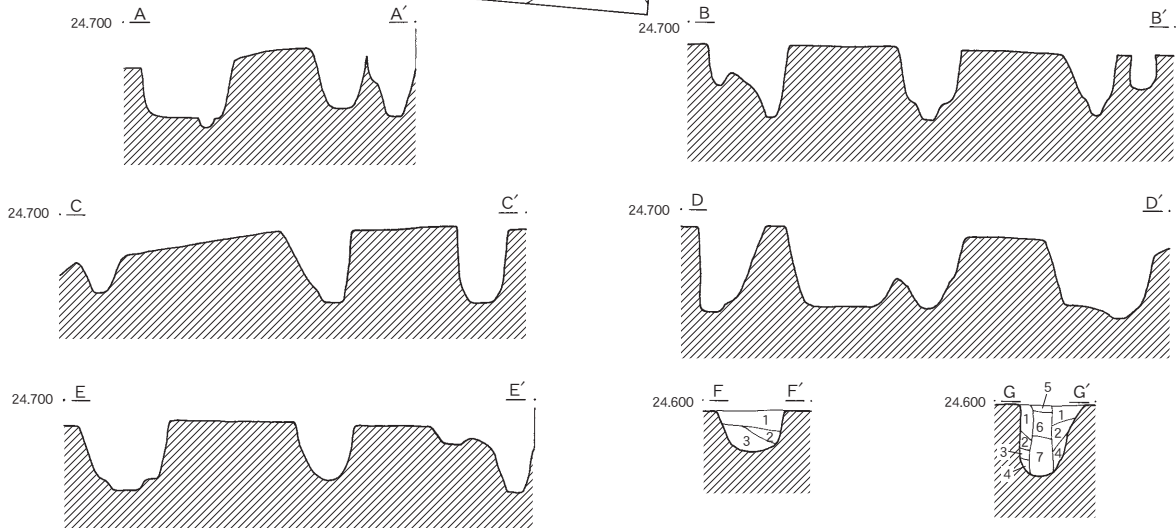 24.700 A A′
24.700 B B′
24.700 C C′
24.700 D D′
24.700 E E′
24.600 F F′
1
2
3
24.600 G G′
5
1 1
6
2 2
3 7 4
4